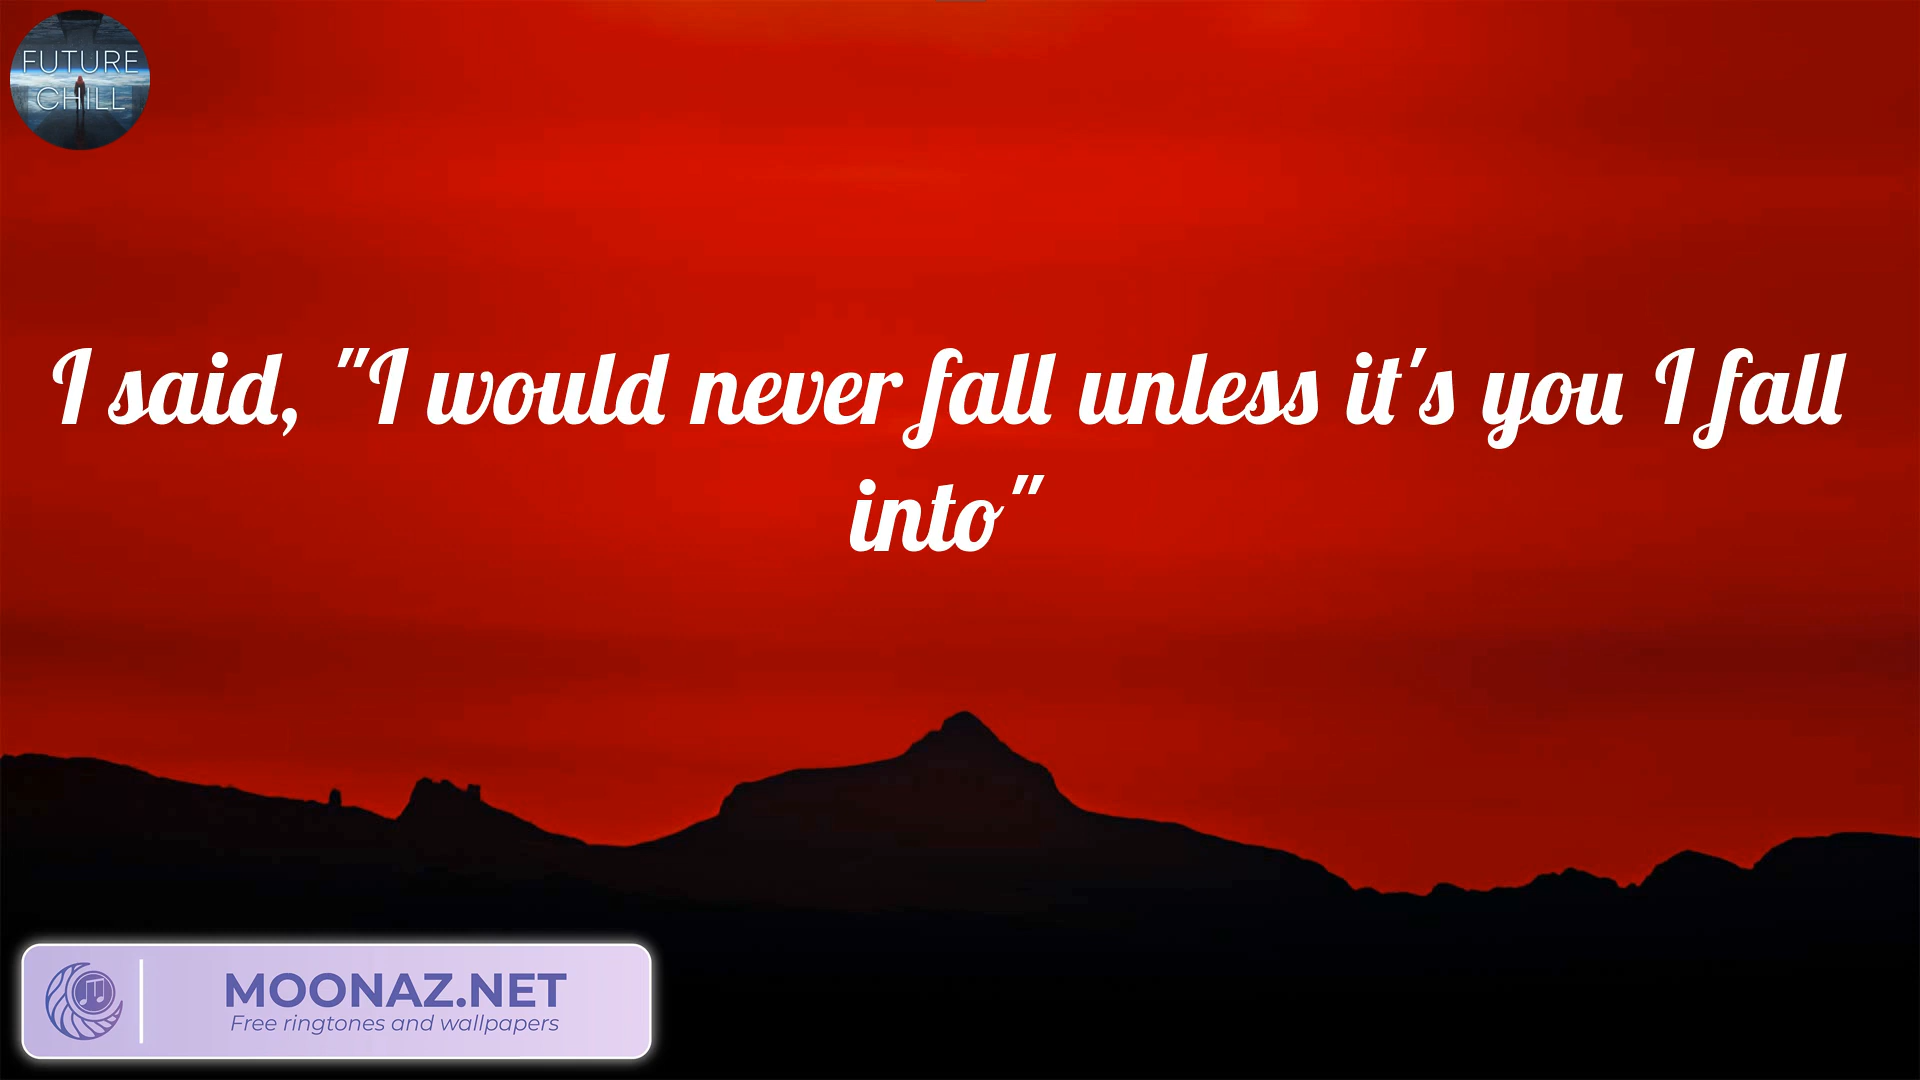 FUTURE
CHILL
I said, "I would never fall unless it's you I fall
into"
MOONAZ.NET
Free ringtones and wallpapers